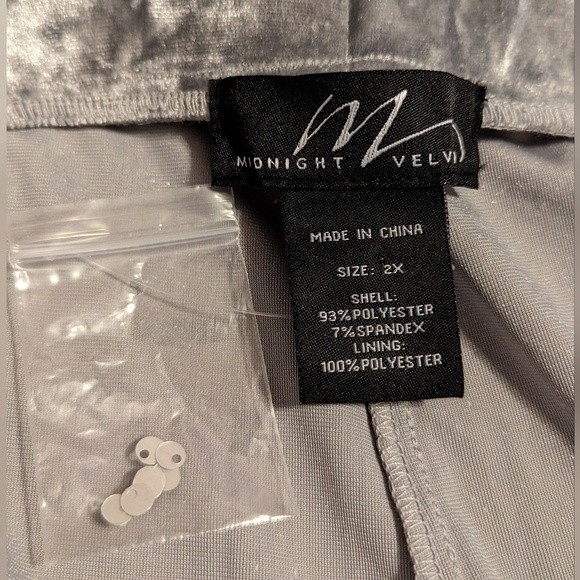 M
MIDNIGHT VELV
MADE IN CHINA
SIZE: 2X
SHELL:
93%POLYESTER
7%SPANDEX
LINING:
100%POLYESTER